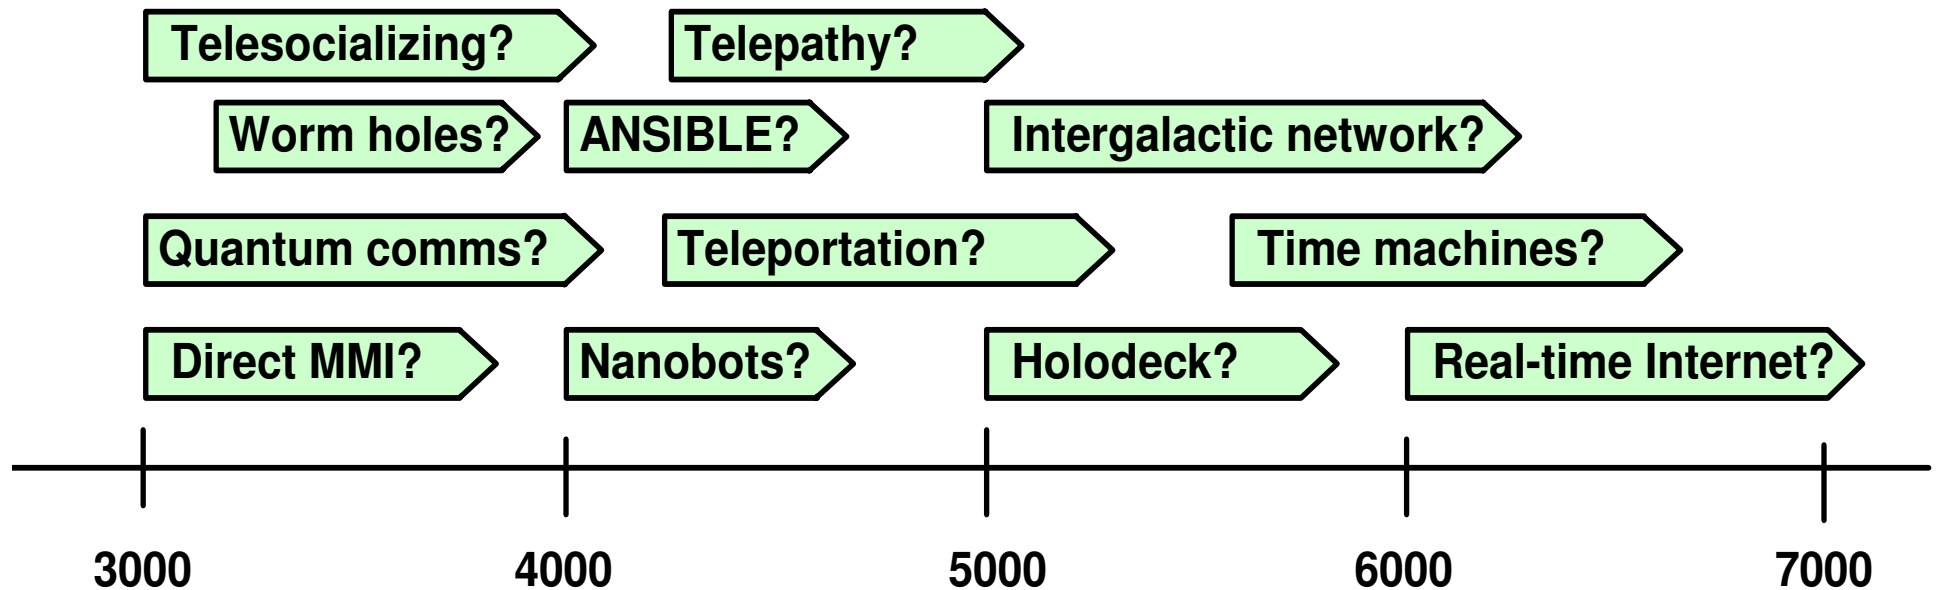 Telesocializing? Telepathy?
Worm holes? ANSIBLE? Intergalactic network?
Quantum comms? Teleportation? Time machines?
Direct MMI? Nanobots? Holodeck? Real-time Internet?
3000 4000 5000 6000 7000